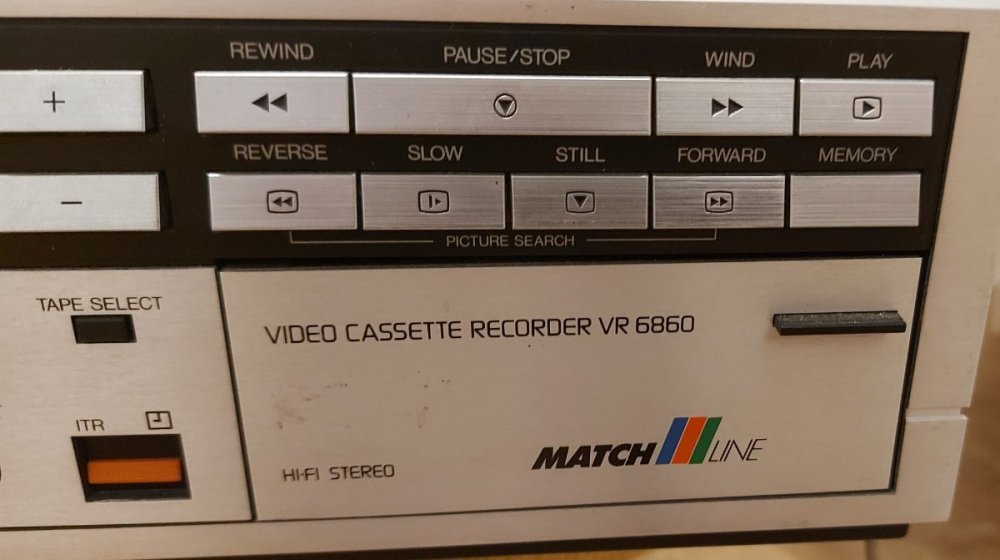 REWIND PAUSE/STOP WIND PLAY
+
REVERSE SLOW STILL FORWARD MEMORY
−
PICTURE SEARCH
TAPE SELECT
VIDEO CASSETTE RECORDER VR 6860
ITR
MATCH LINE
HI-FI STEREO